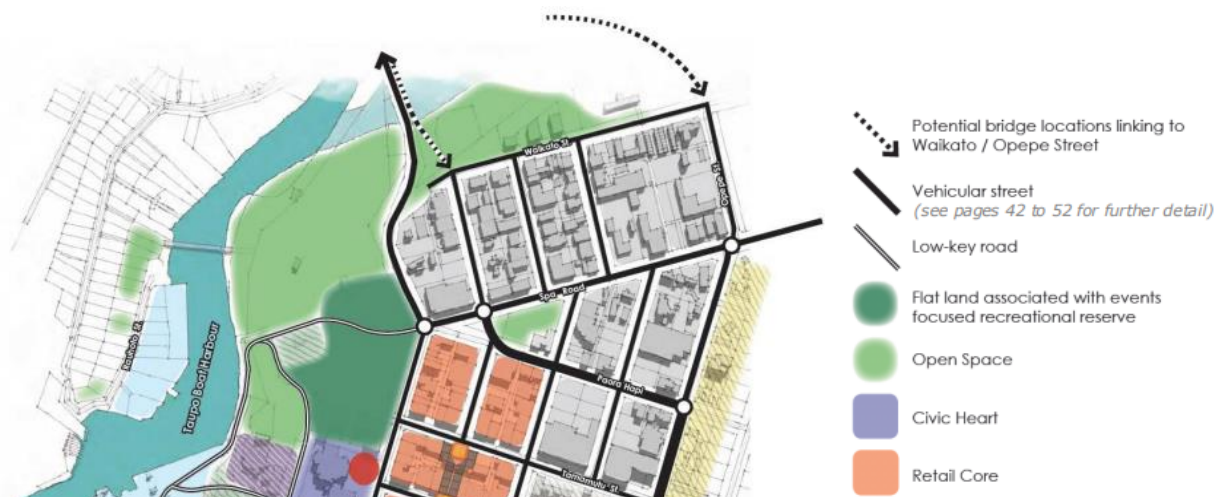 Potential bridge locations linking to
Waikato / Opepe Street
Vehicular street
(see pages 42 to 52 for further detail)
Low-key road
Flat land associated with events
focused recreational reserve
Open Space
Civic Heart
Retail Core
Waikato St.
Opepe St.
Spa Road
Paora Hapi
Tamamutu St.
Taupo Boat Harbour